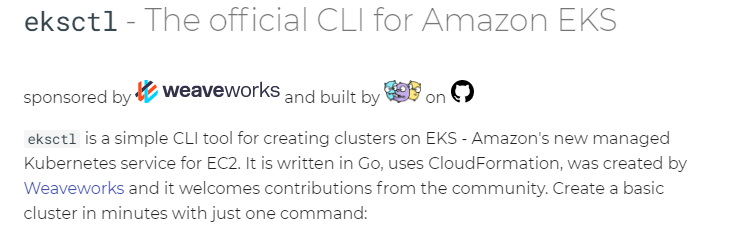 eksctl - The official CLI for Amazon EKS
sponsored by weaveworks and built by on
eksctl is a simple CLI tool for creating clusters on EKS - Amazon's new managed
Kubernetes service for EC2. It is written in Go, uses CloudFormation, was created by
Weaveworks and it welcomes contributions from the community. Create a basic
cluster in minutes with just one command: